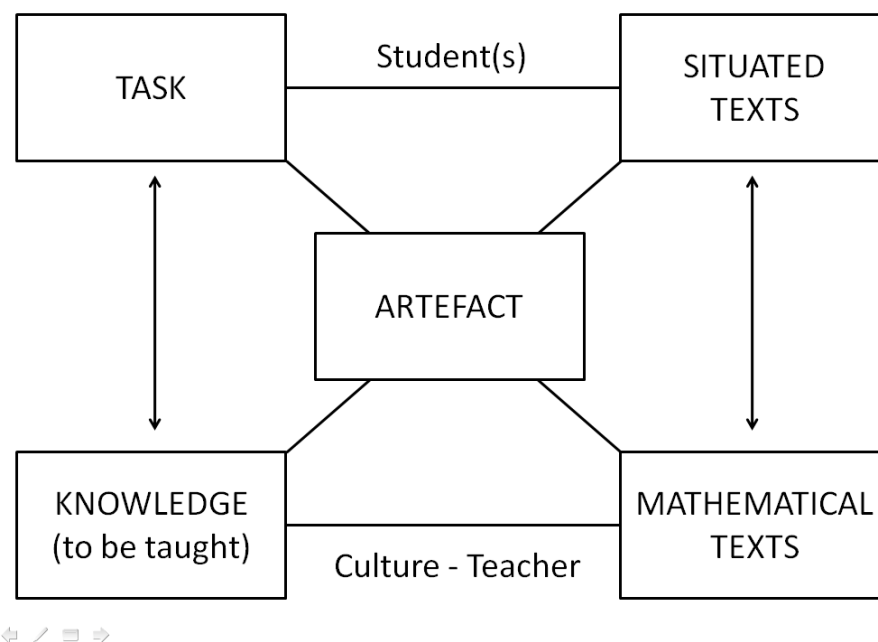 Student(s)
TASK
SITUATED
TEXTS
ARTEFACT
KNOWLEDGE
(to be taught)
MATHEMATICAL
TEXTS
Culture - Teacher